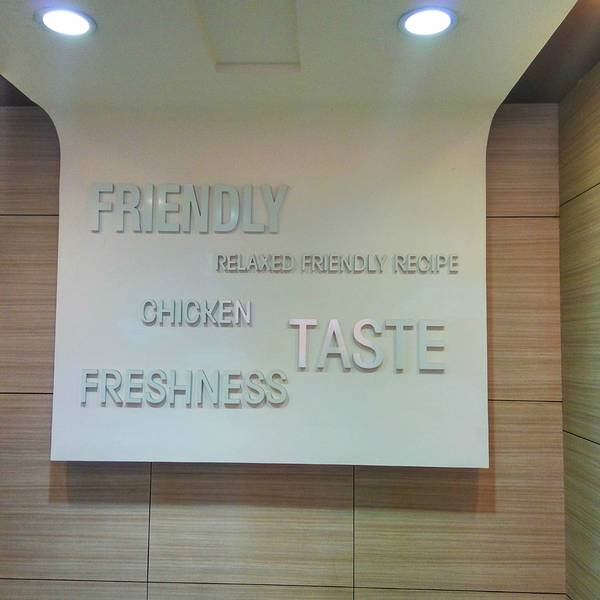 FRIENDLY
RELAXED FRIENDLY RECIPE
CHICKEN
TASTE
FRESHNESS